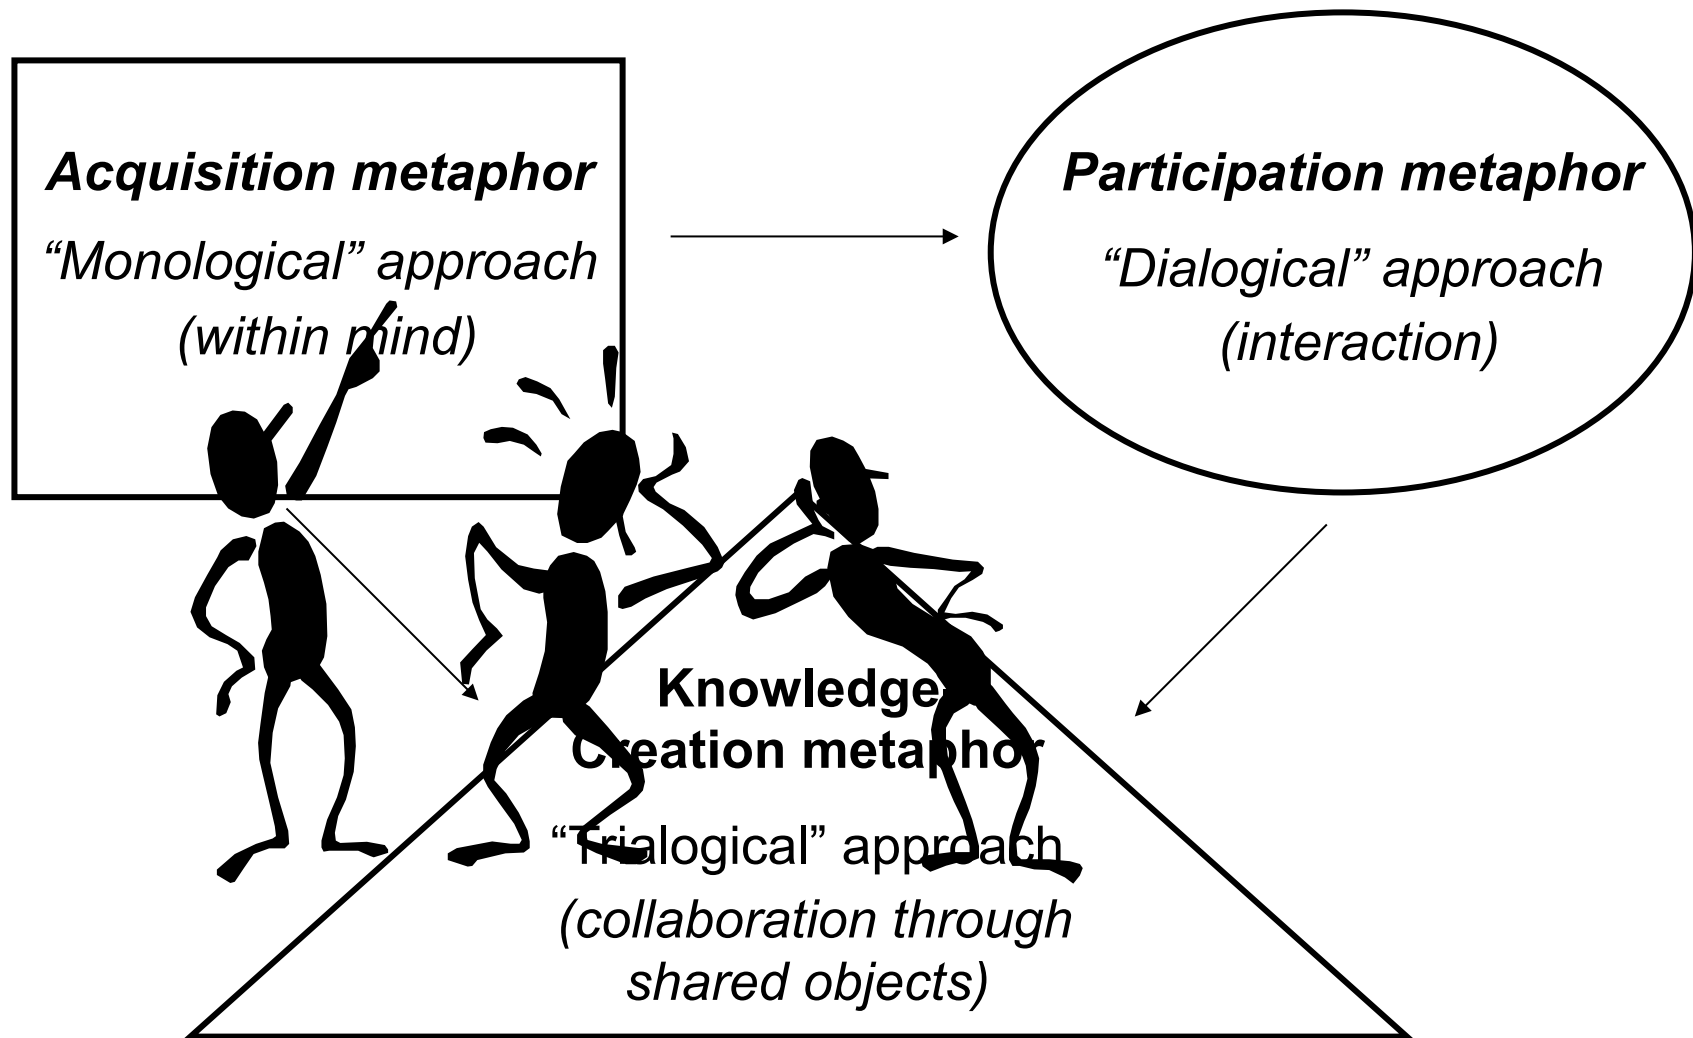 Acquisition metaphor
“Monological” approach
(within mind)
Participation metaphor
“Dialogical” approach
(interaction)
Knowledge-
Creation metaphor
“Trialogical” approach
(collaboration through
shared objects)